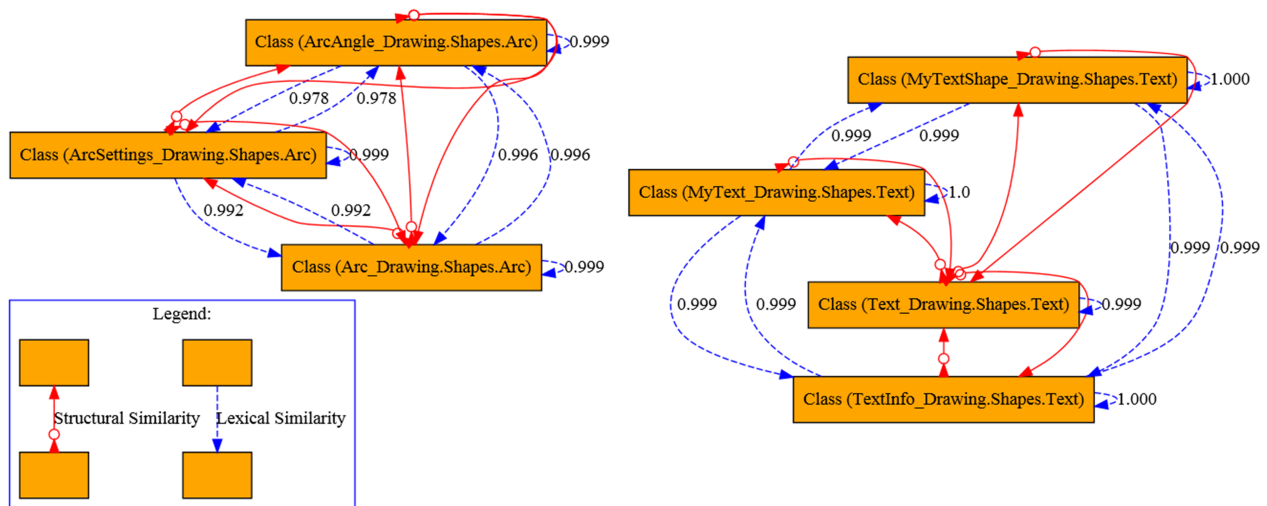 Class (ArcAngle_Drawing.Shapes.Arc)
0.999
0.978
0.978
Class (ArcSettings_Drawing.Shapes.Arc)
0.999
0.996
0.996
0.992
0.992
Class (Arc_Drawing.Shapes.Arc)
0.999
Class (MyTextShape_Drawing.Shapes.Text)
1.000
0.999
0.999
Class (MyText_Drawing.Shapes.Text)
1.0
0.999
0.999
0.999
0.999
Class (Text_Drawing.Shapes.Text)
0.999
Class (TextInfo_Drawing.Shapes.Text)
1.000
Legend:
Structural Similarity
Lexical Similarity